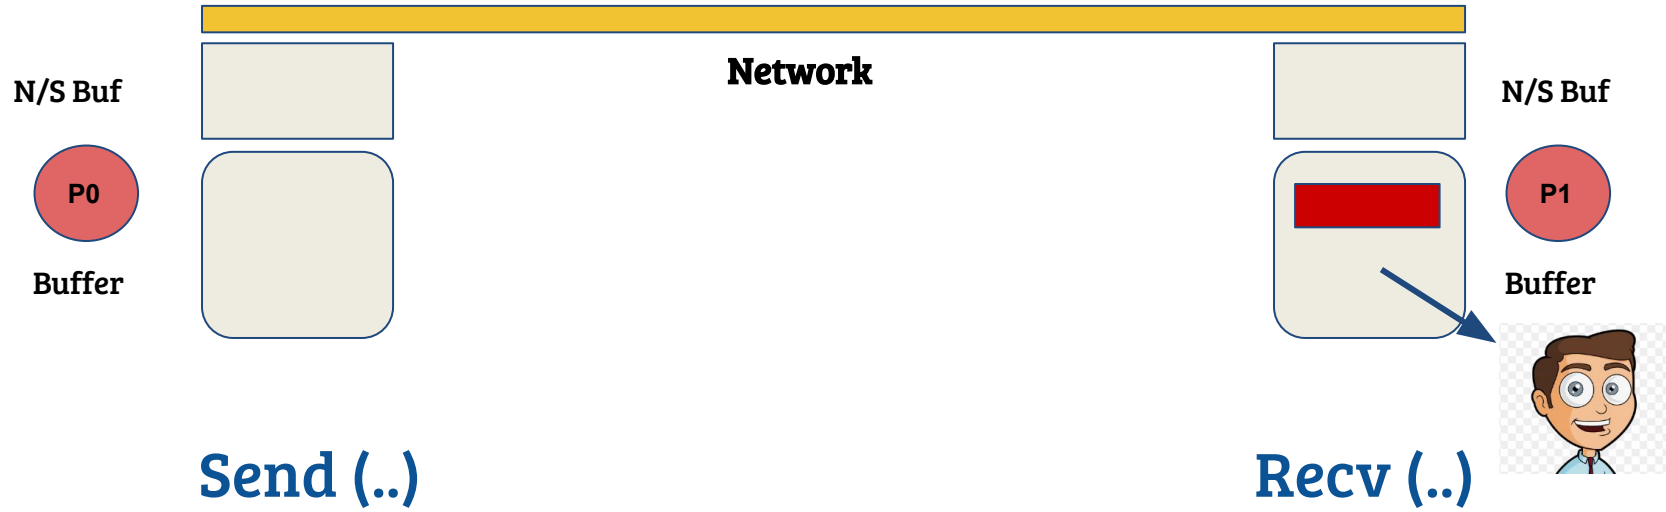 Network
N/S Buf
N/S Buf
P0
P1
Buffer
Buffer
Send (..)
Recv (..)